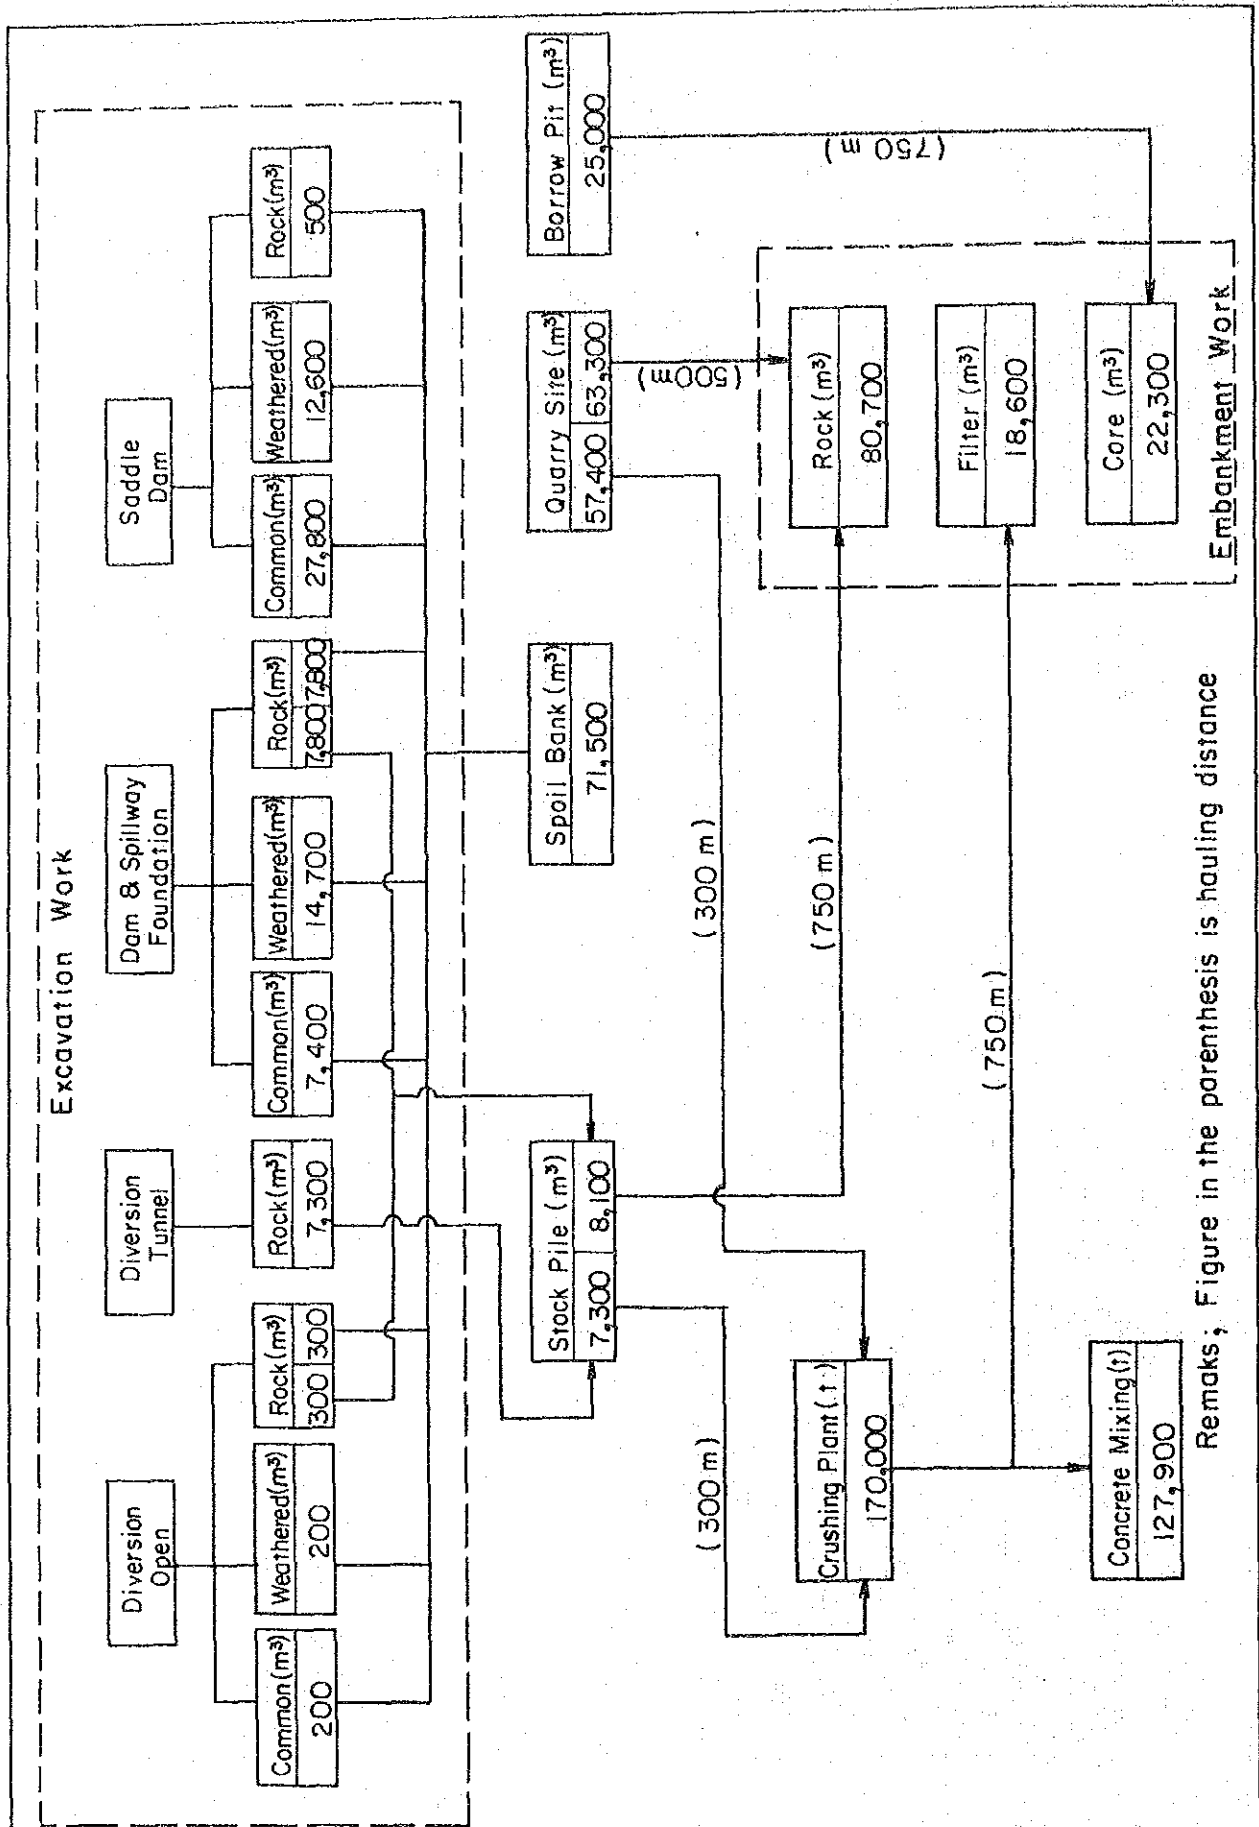 Excavation Work
Diversion
Open
Diversion
Tunnel
Dam & Spillway
Foundation
Saddle
Dam
Common(m³)
200
Weathered(m³)
200
Rock(m³)
300 300
Rock(m³)
7,300
Common(m³)
7,400
Weathered(m³)
14,700
Rock(m³)
7,800 7,800
Common(m³)
27,800
Weathered(m³)
12,600
Rock(m³)
500
Stock Pile (m³)
7,300 8,100
Spoil Bank (m³)
71,500
Quarry Site (m³)
57,400 63,300
Borrow Pit (m³)
25,000
(300 m)
(300 m)
(500m)
(750 m)
(750 m)
Crushing Plant(.t)
170,000
Rock (m³)
80,700
(750 m)
Filter (m³)
18,600
Concrete Mixing(t)
127,900
Core (m³)
22,300
Embankment Work
Remaks; Figure in the parenthesis is hauling distance